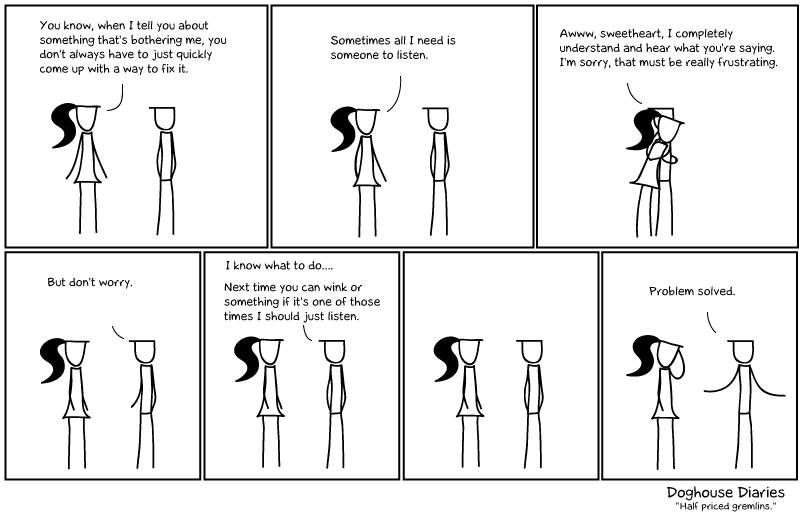 You know, when I tell you about
something that's bothering me, you
don't always have to just quickly
come up with a way to fix it.
Sometimes all I need is
someone to listen.
Awww, sweetheart, I completely
understand and hear what you're saying.
I'm sorry, that must be really frustrating.
But don't worry.
I know what to do....
Next time you can wink or
something if it's one of those
times I should just listen.
Problem solved.
Doghouse Diaries
"Half priced gremlins."